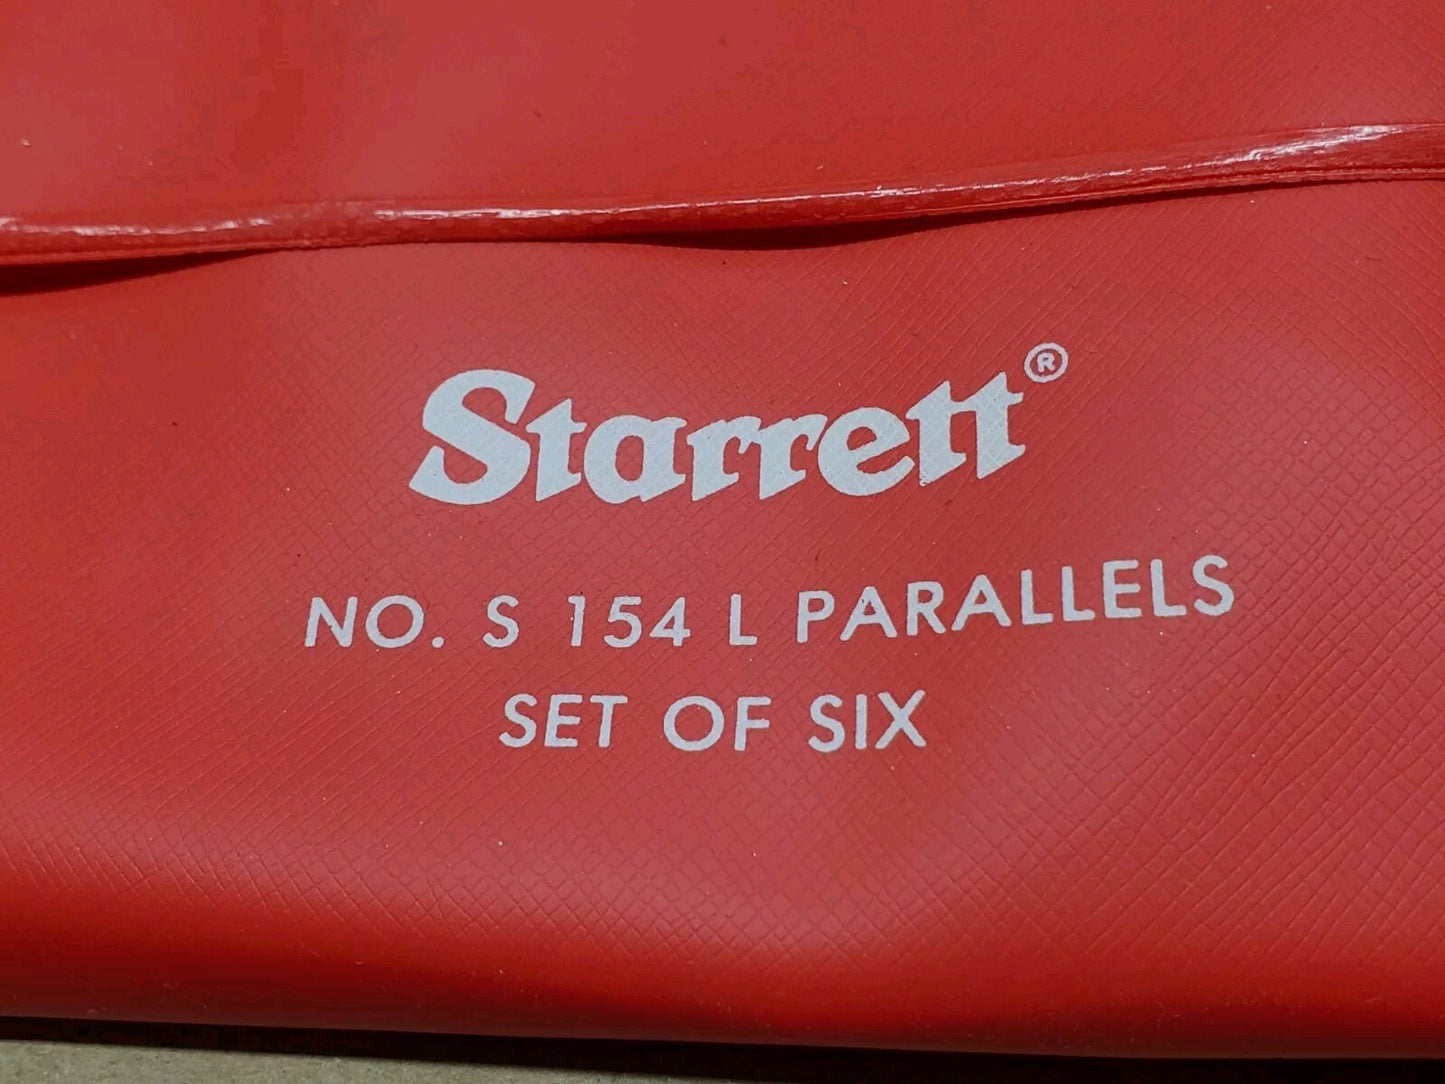 Starrett®
NO. S 154 L PARALLELS
SET OF SIX